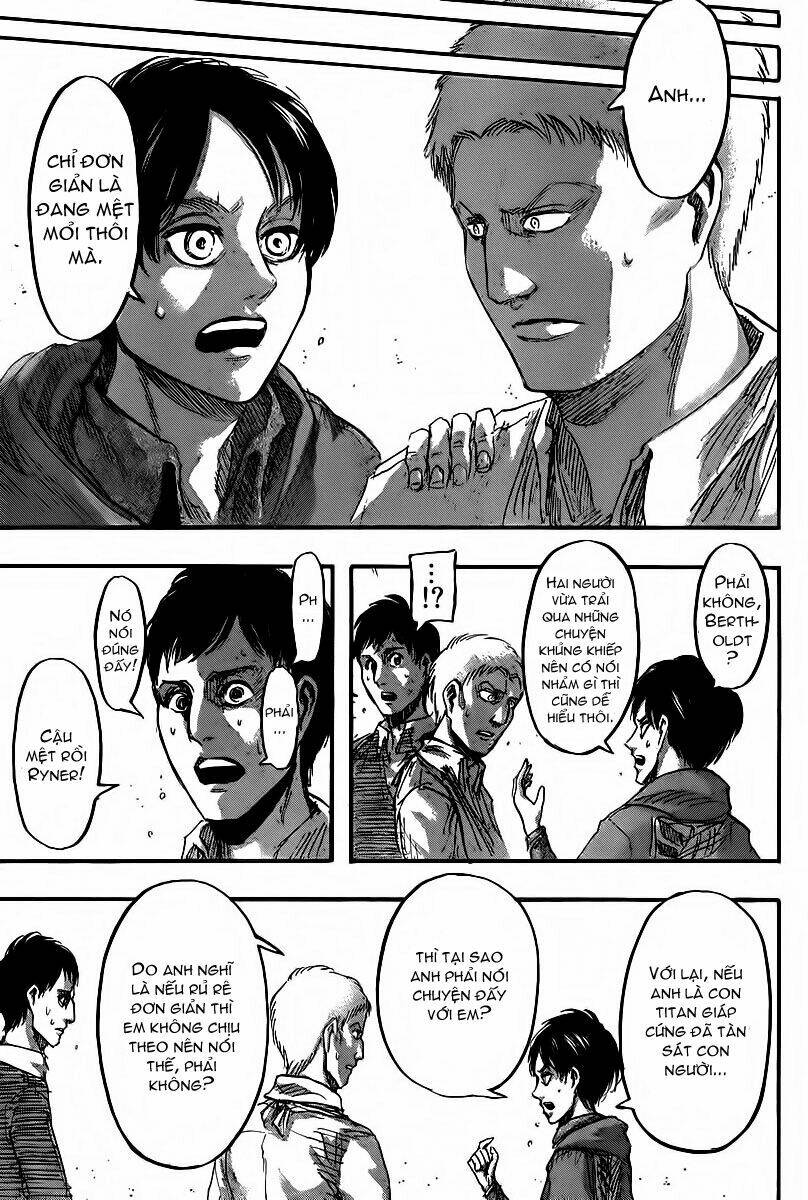 ANH...
CHỈ ĐƠN
GIẢN LÀ
ĐANG MỆT
MỎI THÔI
MÀ.
PHẢI
KHÔNG,
BERTH-
OLDT
?
HAI NGƯỜI
VỪA TRẢI
QUA NHỮNG
CHUYỆN
KHỦNG KHIẾP
NÊN CÓ NÓI
NHẦM GÌ THÌ
CŨNG DỄ
HIỂU THÔI.
...!?
PH
...
PHẢI
...
NÓ
NÓI
ĐÚNG
ĐẤY!
CẬU
MỆT RỒI
RYNER!
VỚI LẠI, NẾU
ANH LÀ CON
TITAN GIÁP
CỨNG ĐÃ TÀN
SÁT CON
NGƯỜI...
THÌ TẠI SAO
ANH PHẢI NÓI
CHUYỆN ĐẤY
VỚI EM?
DO ANH NGHĨ
LÀ NẾU RỦ RÊ
ĐƠN GIẢN THÌ
EM KHÔNG CHỊU
THEO NÊN NÓI
THẾ, PHẢI
KHÔNG?